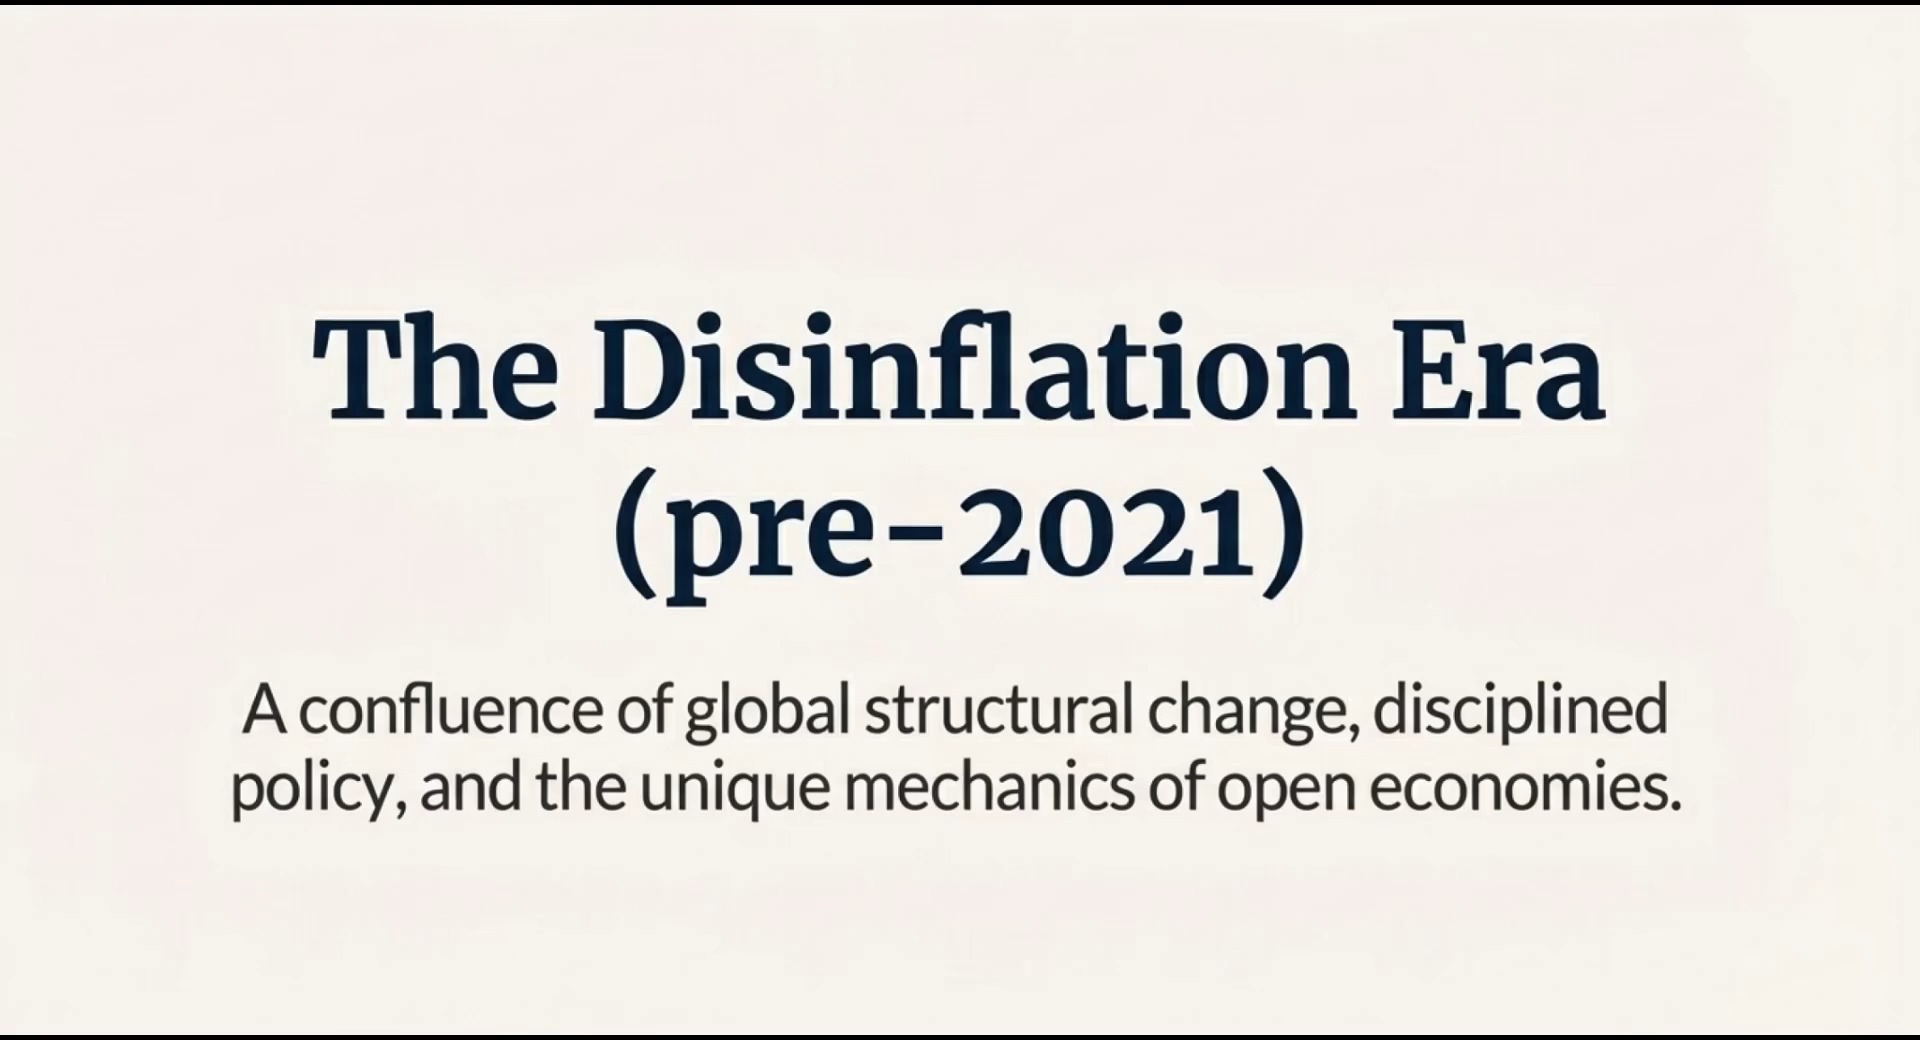 The Disinflation Era
(pre-2021)
A confluence of global structural change, disciplined
policy, and the unique mechanics of open economies.